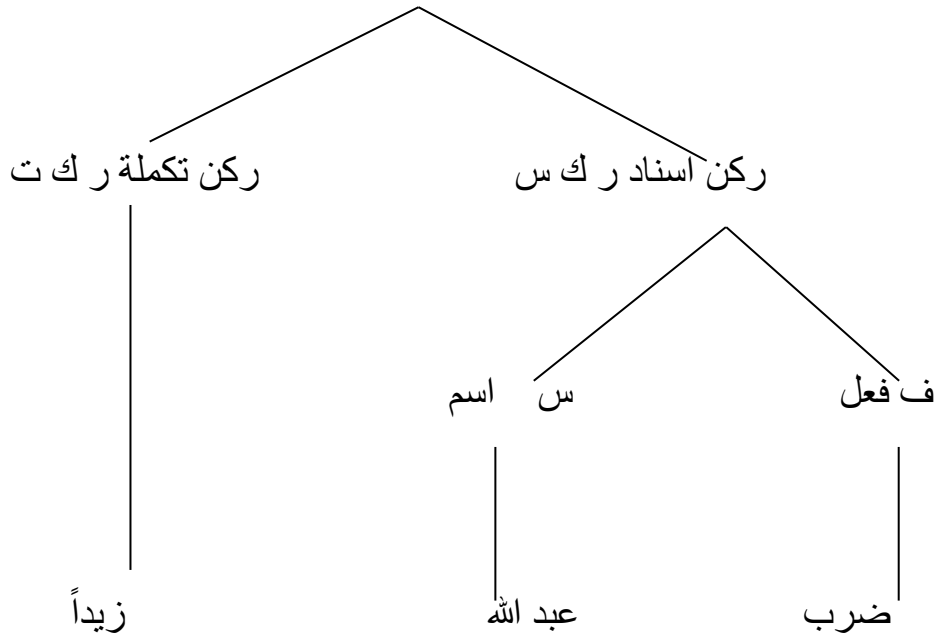 ركن اسناد ر ك س ركن تكملة ر ك ت
ف فعل س اسم
ضرب عبد الله زيداً